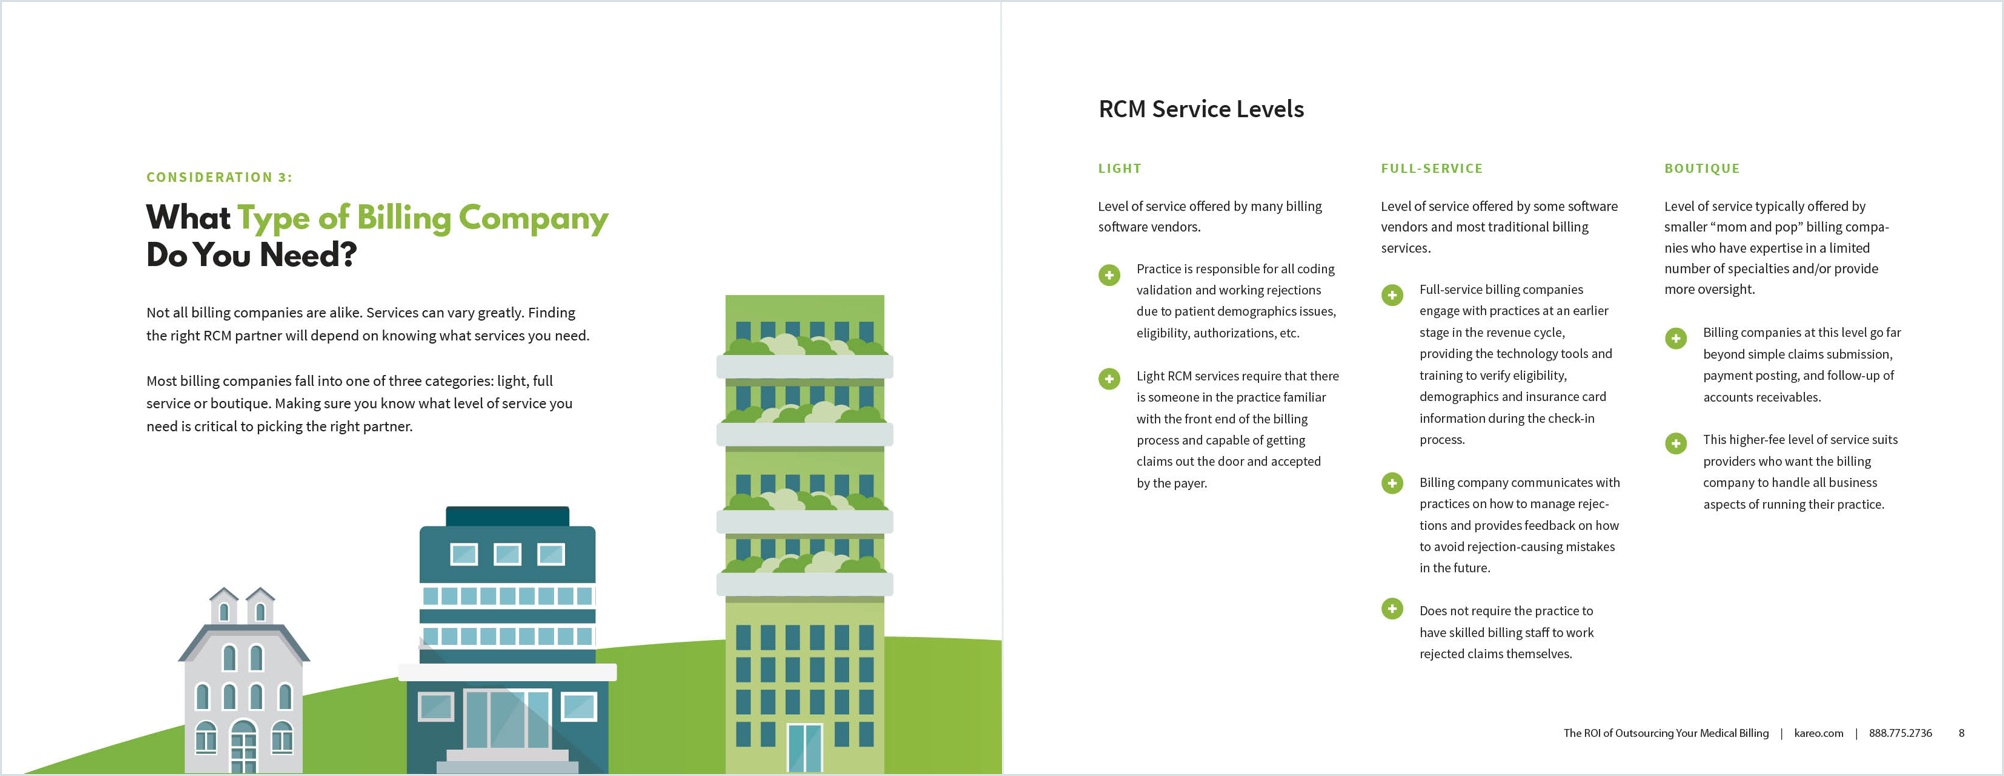 CONSIDERATION 3:
What Type of Billing Company
Do You Need?
Not all billing companies are alike. Services can vary greatly. Finding
the right RCM partner will depend on knowing what services you need.
Most billing companies fall into one of three categories: light, full
service or boutique. Making sure you know what level of service you
need is critical to picking the right partner.
RCM Service Levels
LIGHT
Level of service offered by many billing
software vendors.
Practice is responsible for all coding
validation and working rejections
due to patient demographics issues,
eligibility, authorizations, etc.
Light RCM services require that there
is someone in the practice familiar
with the front end of the billing
process and capable of getting
claims out the door and accepted
by the payer.
FULL-SERVICE
Level of service offered by some software
vendors and most traditional billing
services.
Full-service billing companies
engage with practices at an earlier
stage in the revenue cycle,
providing the technology tools and
training to verify eligibility,
demographics and insurance card
information during the check-in
process.
Billing company communicates with
practices on how to manage rejec-
tions and provides feedback on how
to avoid rejection-causing mistakes
in the future.
Does not require the practice to
have skilled billing staff to work
rejected claims themselves.
BOUTIQUE
Level of service typically offered by
smaller “mom and pop” billing compa-
nies who have expertise in a limited
number of specialties and/or provide
more oversight.
Billing companies at this level go far
beyond simple claims submission,
payment posting, and follow-up of
accounts receivables.
This higher-fee level of service suits
providers who want the billing
company to handle all business
aspects of running their practice.
The ROI of Outsourcing Your Medical Billing | kareo.com | 888.775.2736 8